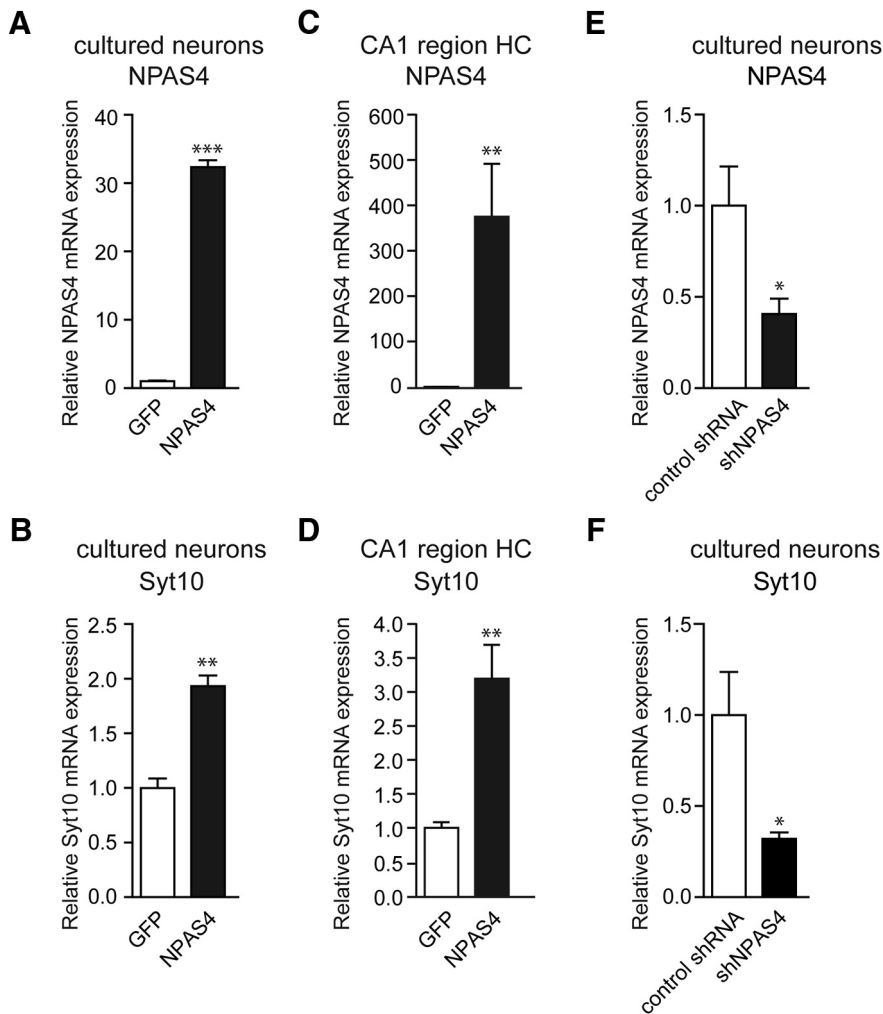 A
cultured neurons
NPAS4
Relative NPAS4 mRNA expression
40
30
20
10
0
***
GFP
NPAS4
C
CA1 region HC
NPAS4
Relative NPAS4 mRNA expression
600
500
400
300
200
100
0
**
GFP
NPAS4
E
cultured neurons
NPAS4
Relative NPAS4 mRNA expression
1.5
1.0
0.5
0.0
*
control shRNA
shNPAS4
B
cultured neurons
Syt10
Relative Syt10 mRNA expression
2.5
2.0
1.5
1.0
0.5
0.0
**
GFP
NPAS4
D
CA1 region HC
Syt10
Relative Syt10 mRNA expression
4.0
3.5
3.0
2.5
2.0
1.5
1.0
0.5
0.0
**
GFP
NPAS4
F
cultured neurons
Syt10
Relative Syt10 mRNA expression
1.5
1.0
0.5
0.0
*
control shRNA
shNPAS4